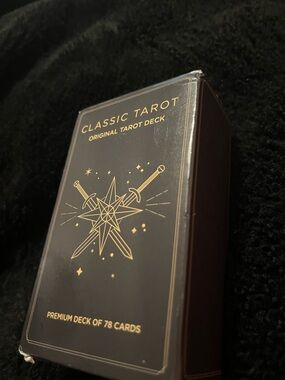 CLASSIC TAROT
ORIGINAL TAROT DECK
PREMIUM DECK OF 78 CARDS